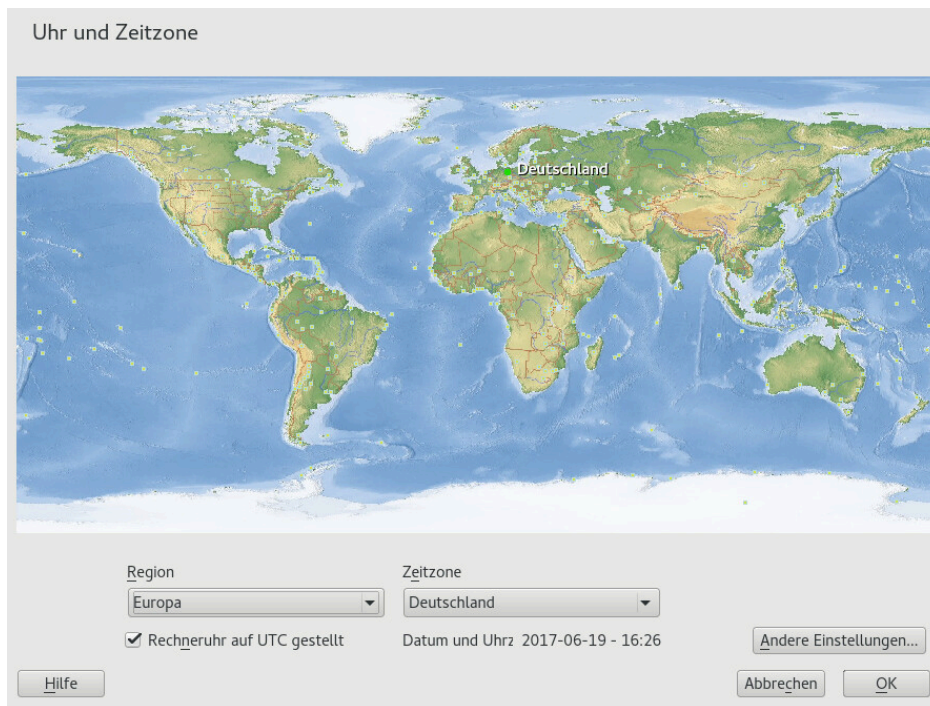 Uhr und Zeitzone
Deutschland
Region
Zeitzone
Europa
Deutschland
Rechneruhr auf UTC gestellt
Datum und Uhrz 2017-06-19 - 16:26
Andere Einstellungen...
Hilfe
Abbrechen
OK